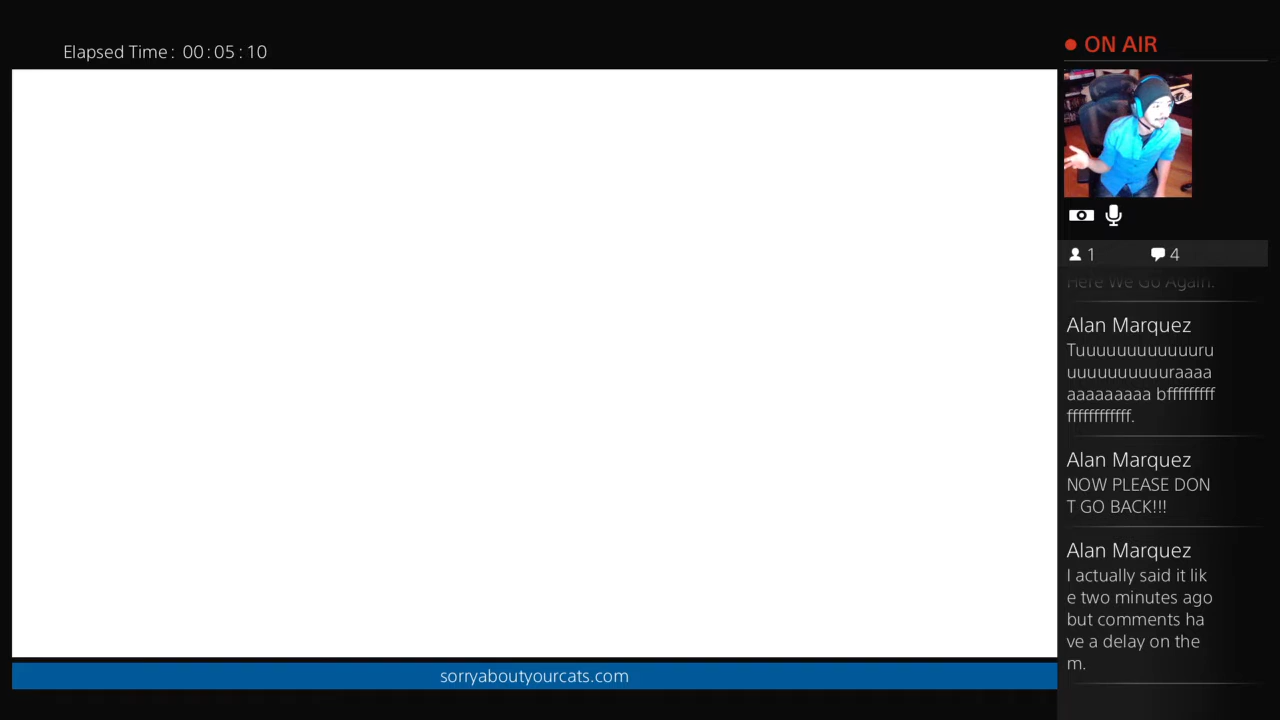 Elapsed Time: 00:05:10
ON AIR
1 4
Here We Go Again.
Alan Marquez
Tuuuuuuuuuuuuru
uuuuuuuuuuraaaa
aaaaaaaaa bfffffffff
ffffffffffff.
Alan Marquez
NOW PLEASE DON
T GO BACK!!!
Alan Marquez
I actually said it lik
e two minutes ago
but comments ha
ve a delay on the
m.
sorryaboutyourcats.com